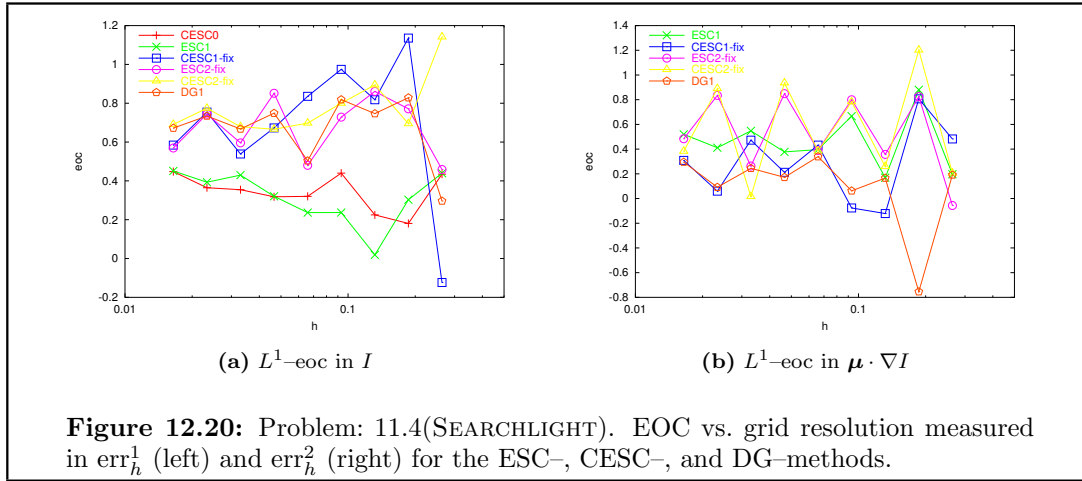 1.2
1
0.8
0.6
0.4
0.2
0
-0.2
eoc
0.01
0.1
h
CESC0
ESC1
CESC1-fix
ESC2-fix
CESC2-fix
DG1
(a) L¹–eoc in I
1.4
1.2
1
0.8
0.6
0.4
0.2
0
-0.2
-0.4
-0.6
-0.8
eoc
0.01
0.1
h
ESC1
CESC1-fix
ESC2-fix
CESC2-fix
DG1
(b) L¹–eoc in μ · ∇I
Figure 12.20: Problem: 11.4(SEARCHLIGHT). EOC vs. grid resolution measured
in err¹ₕ (left) and err²ₕ (right) for the ESC–, CESC–, and DG–methods.